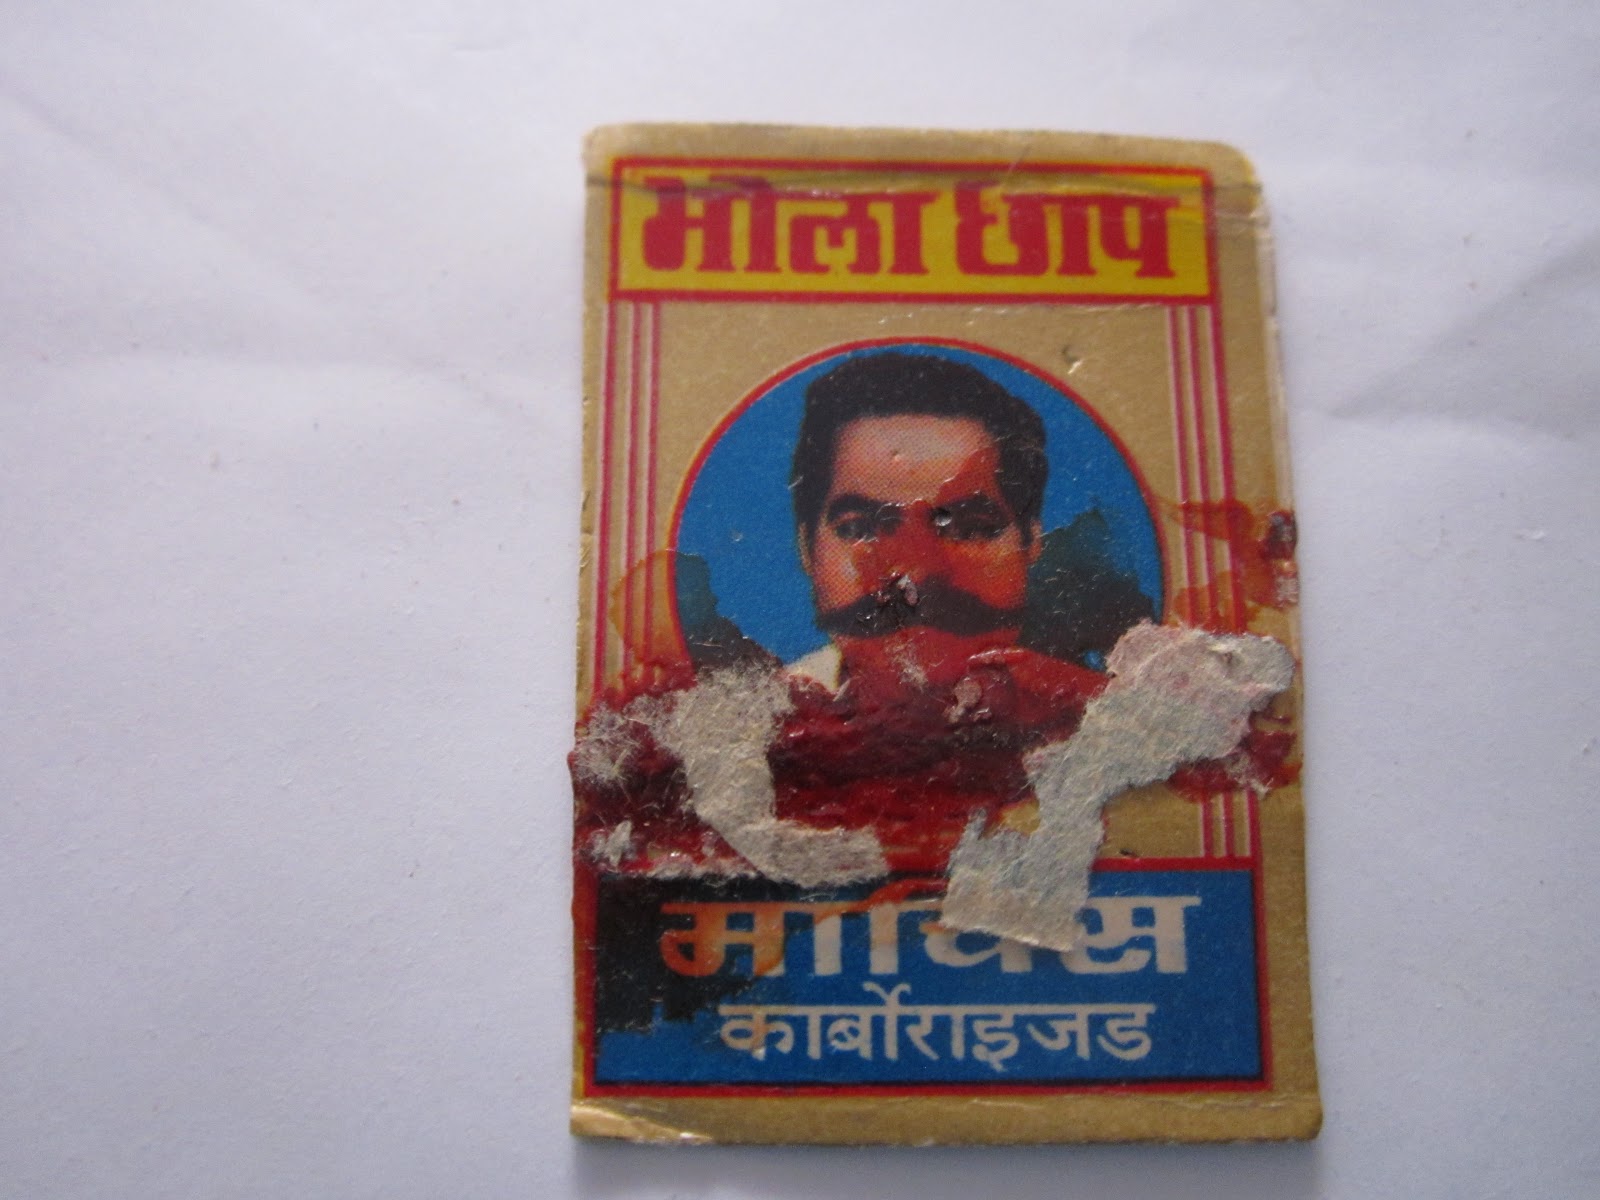 भोला छाप
माचिस
कार्बोराइजड